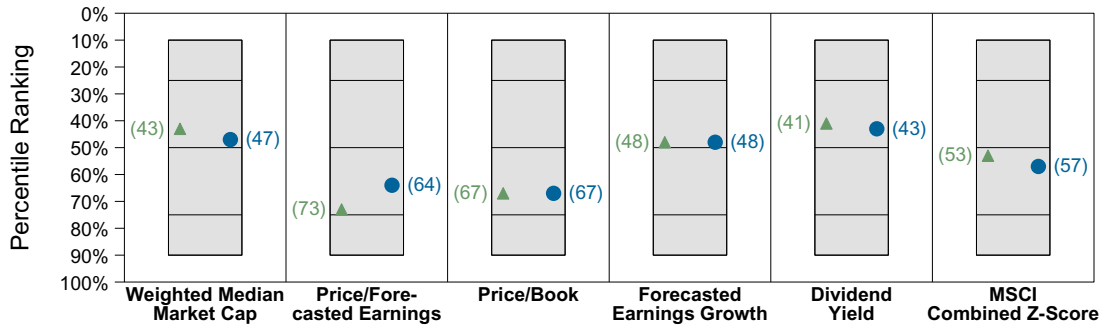 Percentile Ranking
0%
10%
20%
30%
40%
50%
60%
70%
80%
90%
100%
(43)
(47)
(73)
(64)
(67)
(67)
(48)
(48)
(41)
(43)
(53)
(57)
Weighted Median
Market Cap
Price/Fore-
casted Earnings
Price/Book
Forecasted
Earnings Growth
Dividend
Yield
MSCI
Combined Z-Score